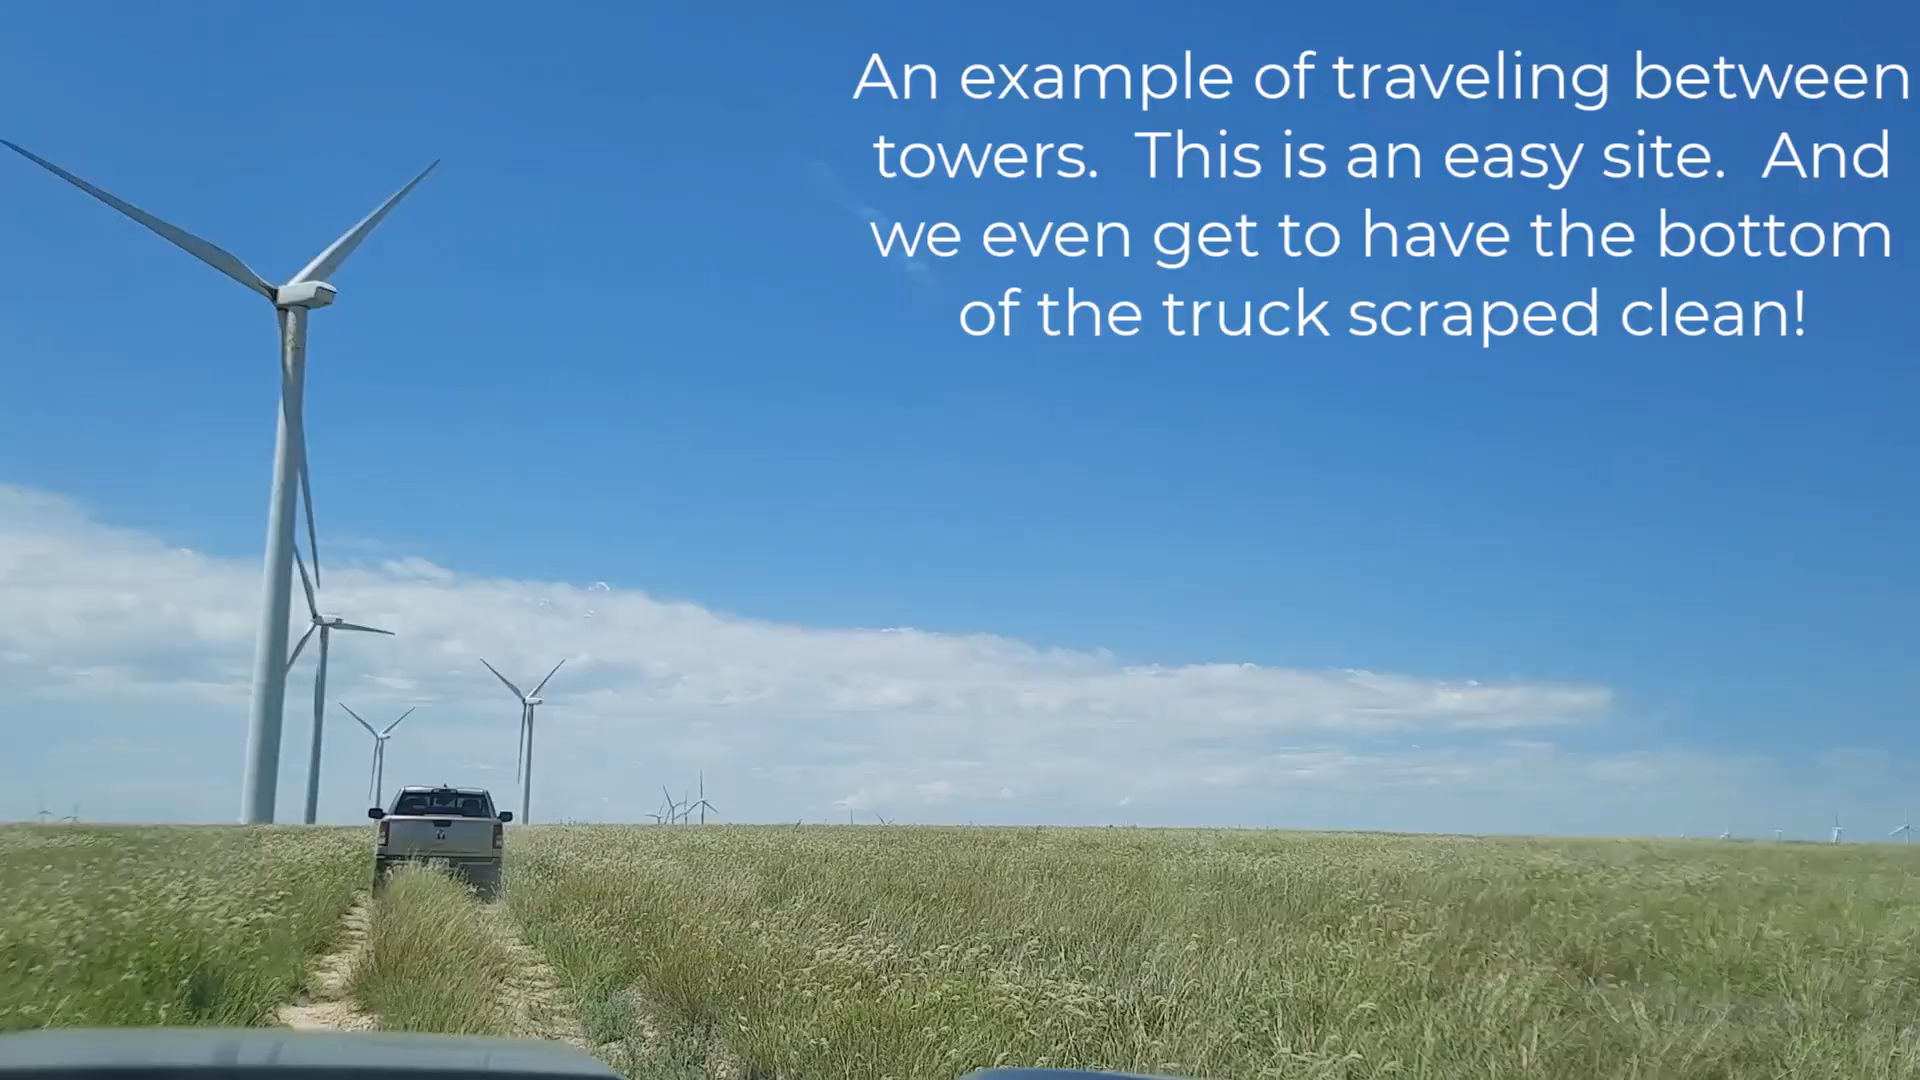 An example of traveling between
towers.  This is an easy site.  And
we even get to have the bottom
of the truck scraped clean!